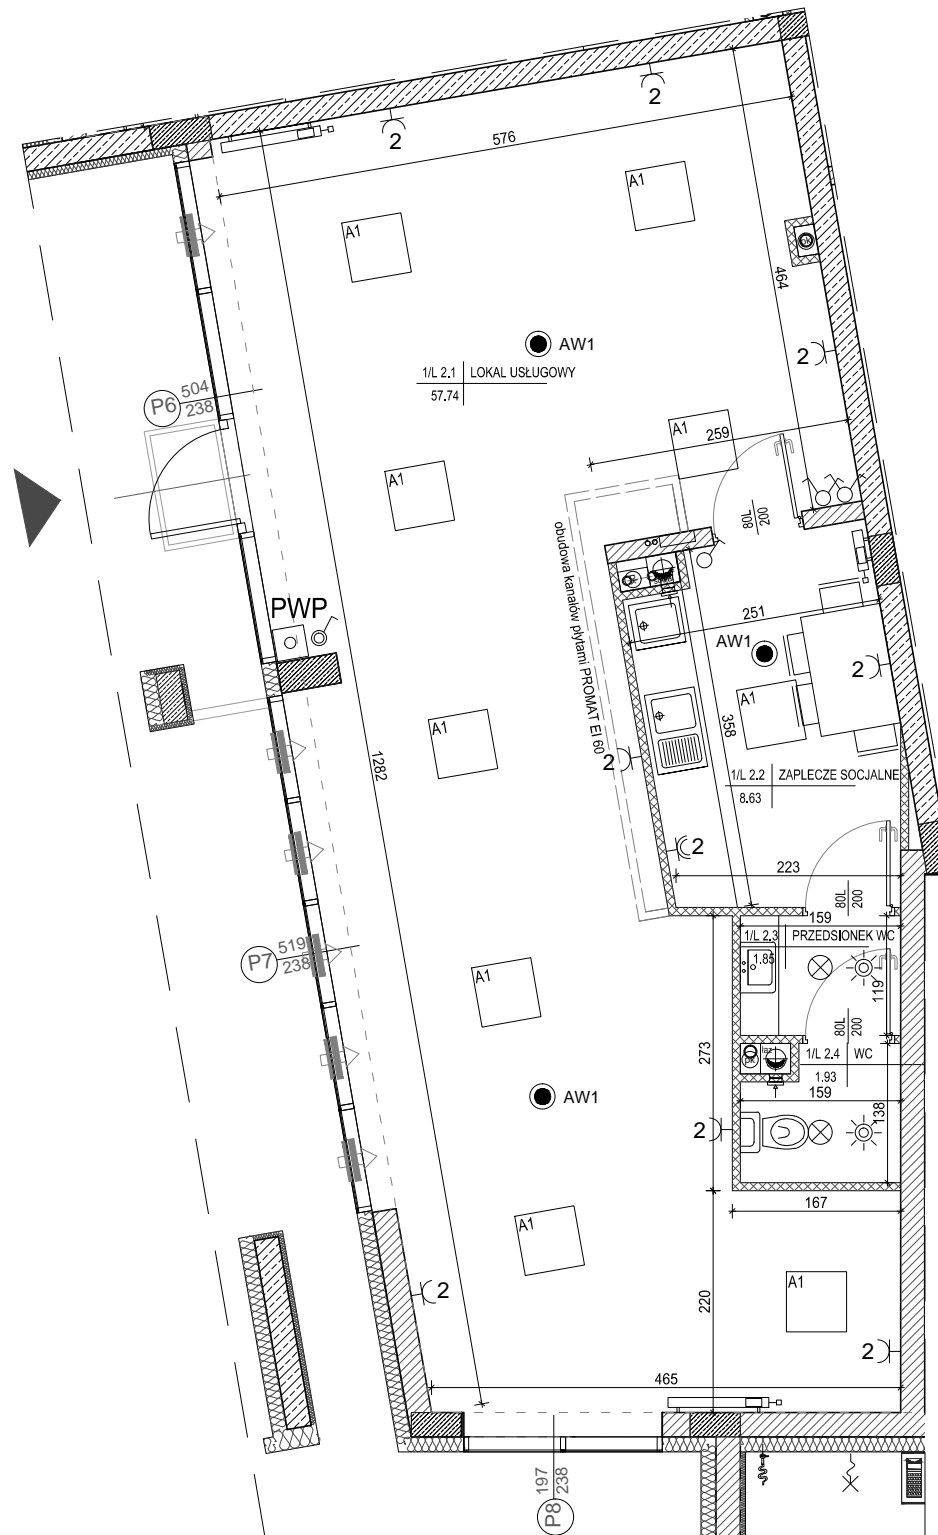 2
2
576
A1
A1
464
AW1
2
1/L 2.1 LOKAL USŁUGOWY
57.74
P6 504
238
A1
259
A1
80L
200
obudowa kanałów płytami PROMAT EI 60
PWP
251
AW1
2
A1
A1
358
1282
2
1/L 2.2 ZAPLECZE SOCJALNE
8.63
2
223
80L
200
159
P7 519
238
1/L 2.3 PRZEDSIONEK WC
1.85
A1
119
80L
200
273
1/L 2.4 WC
1.93
159
AW1
138
2
167
A1
2
A1
220
2
465
P8 197
238